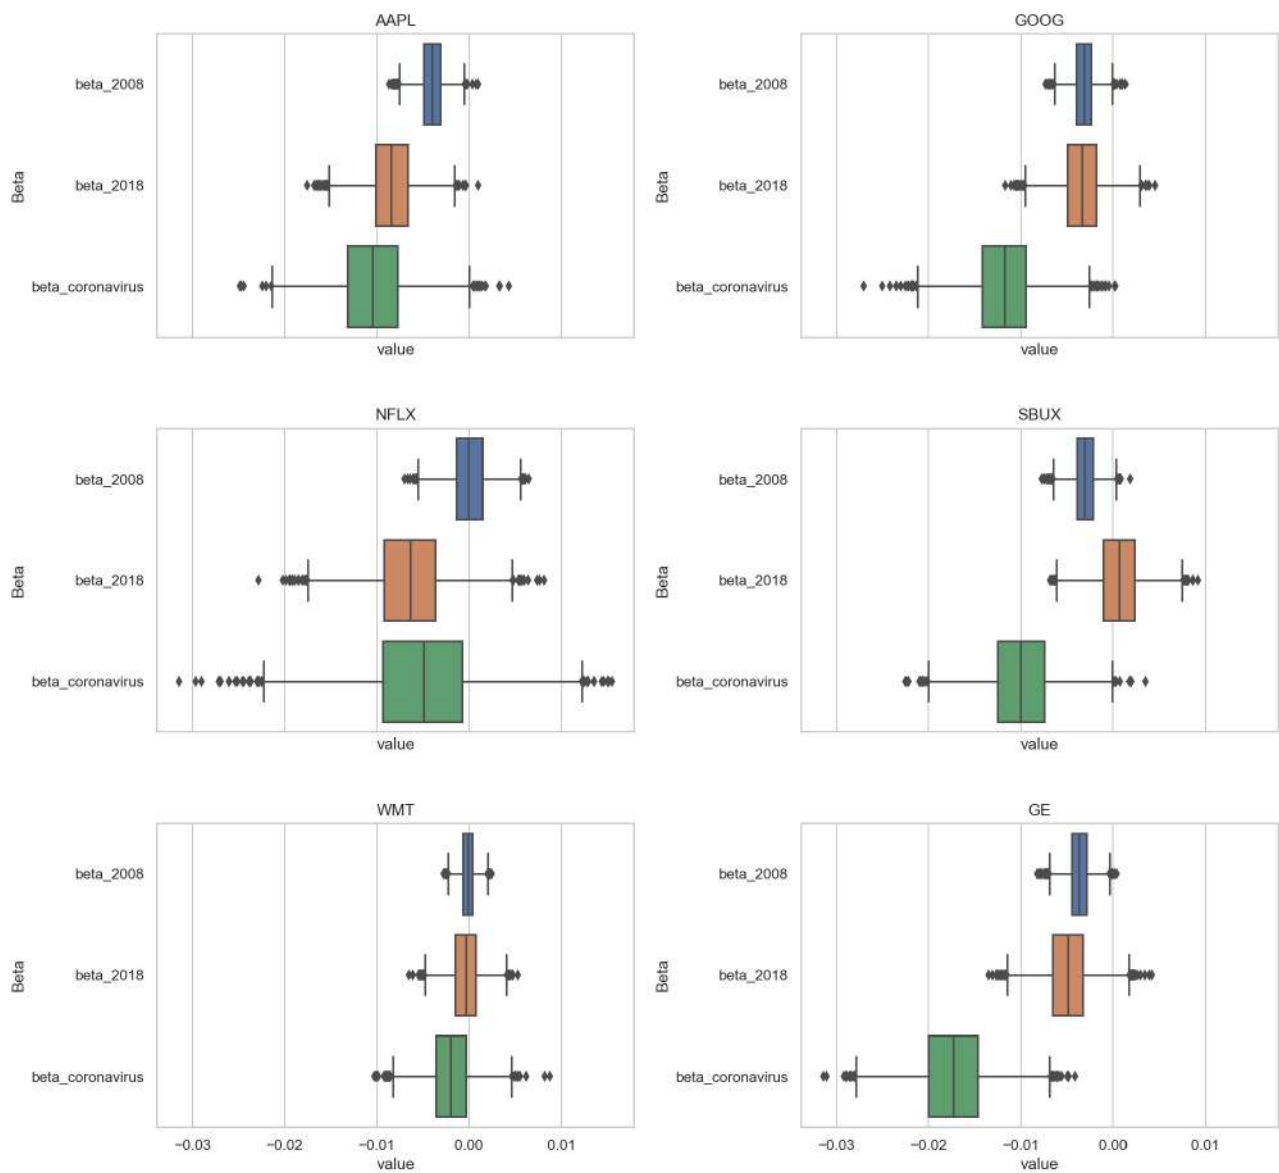 AAPL
beta_2008
beta_2018
beta_coronavirus
Beta
value
GOOG
beta_2008
beta_2018
beta_coronavirus
Beta
value
NFLX
beta_2008
beta_2018
beta_coronavirus
Beta
value
SBUX
beta_2008
beta_2018
beta_coronavirus
Beta
value
WMT
beta_2008
beta_2018
beta_coronavirus
Beta
−0.03 −0.02 −0.01 0.00 0.01
value
GE
beta_2008
beta_2018
beta_coronavirus
Beta
−0.03 −0.02 −0.01 0.00 0.01
value